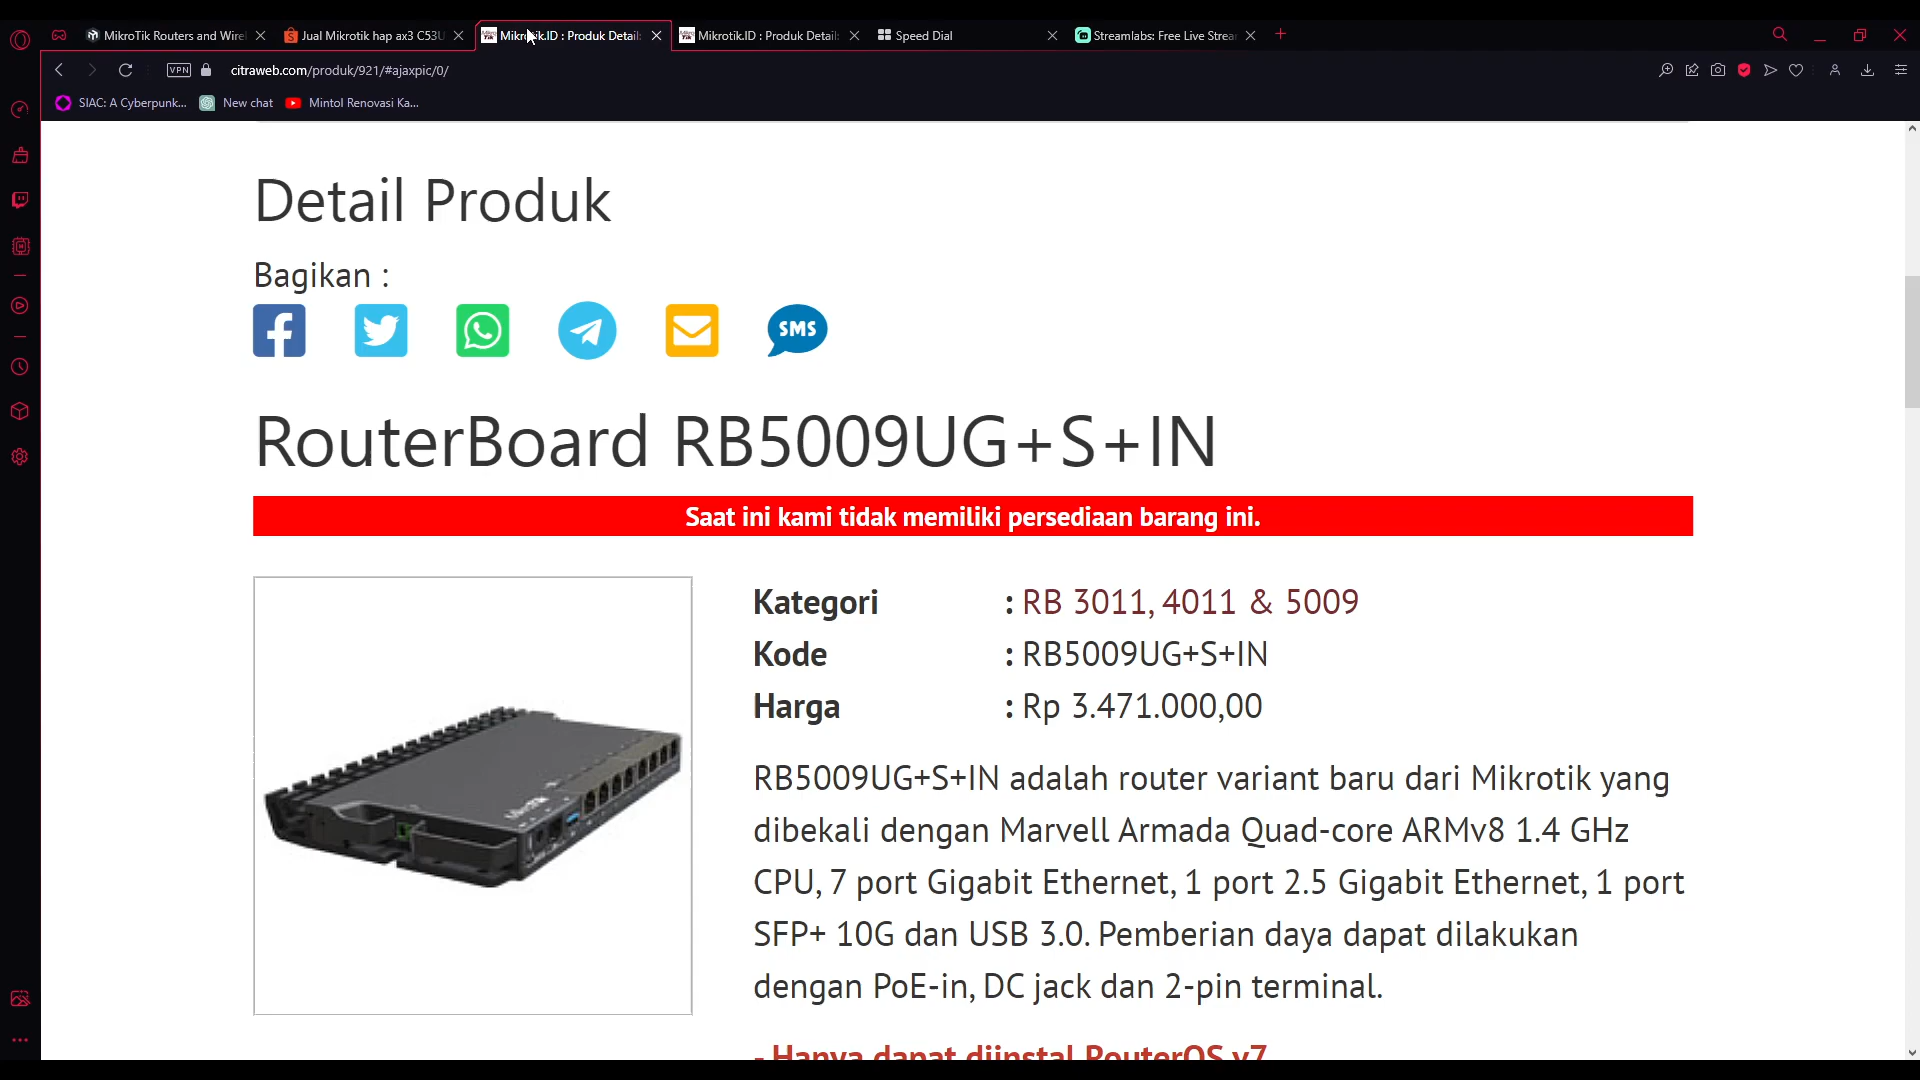 MikroTik Routers and Wirel
Jual Mikrotik hap ax3 C53U
Mikrotik.ID : Produk Detail:
Mikrotik.ID : Produk Detail:
Speed Dial
Streamlabs: Free Live Strear
VPN
citraweb.com/produk/921/#ajaxpic/0/
SIAC: A Cyberpunk...
New chat
Mintol Renovasi Ka...
Detail Produk
Bagikan :
SMS
RouterBoard RB5009UG+S+IN
Saat ini kami tidak memiliki persediaan barang ini.
Kategori : RB 3011, 4011 & 5009
Kode : RB5009UG+S+IN
Harga : Rp 3.471.000,00
RB5009UG+S+IN adalah router variant baru dari Mikrotik yang
dibekali dengan Marvell Armada Quad-core ARMv8 1.4 GHz
CPU, 7 port Gigabit Ethernet, 1 port 2.5 Gigabit Ethernet, 1 port
SFP+ 10G dan USB 3.0. Pemberian daya dapat dilakukan
dengan PoE-in, DC jack dan 2-pin terminal.
- Hanya dapat diinstal RouterOS v7